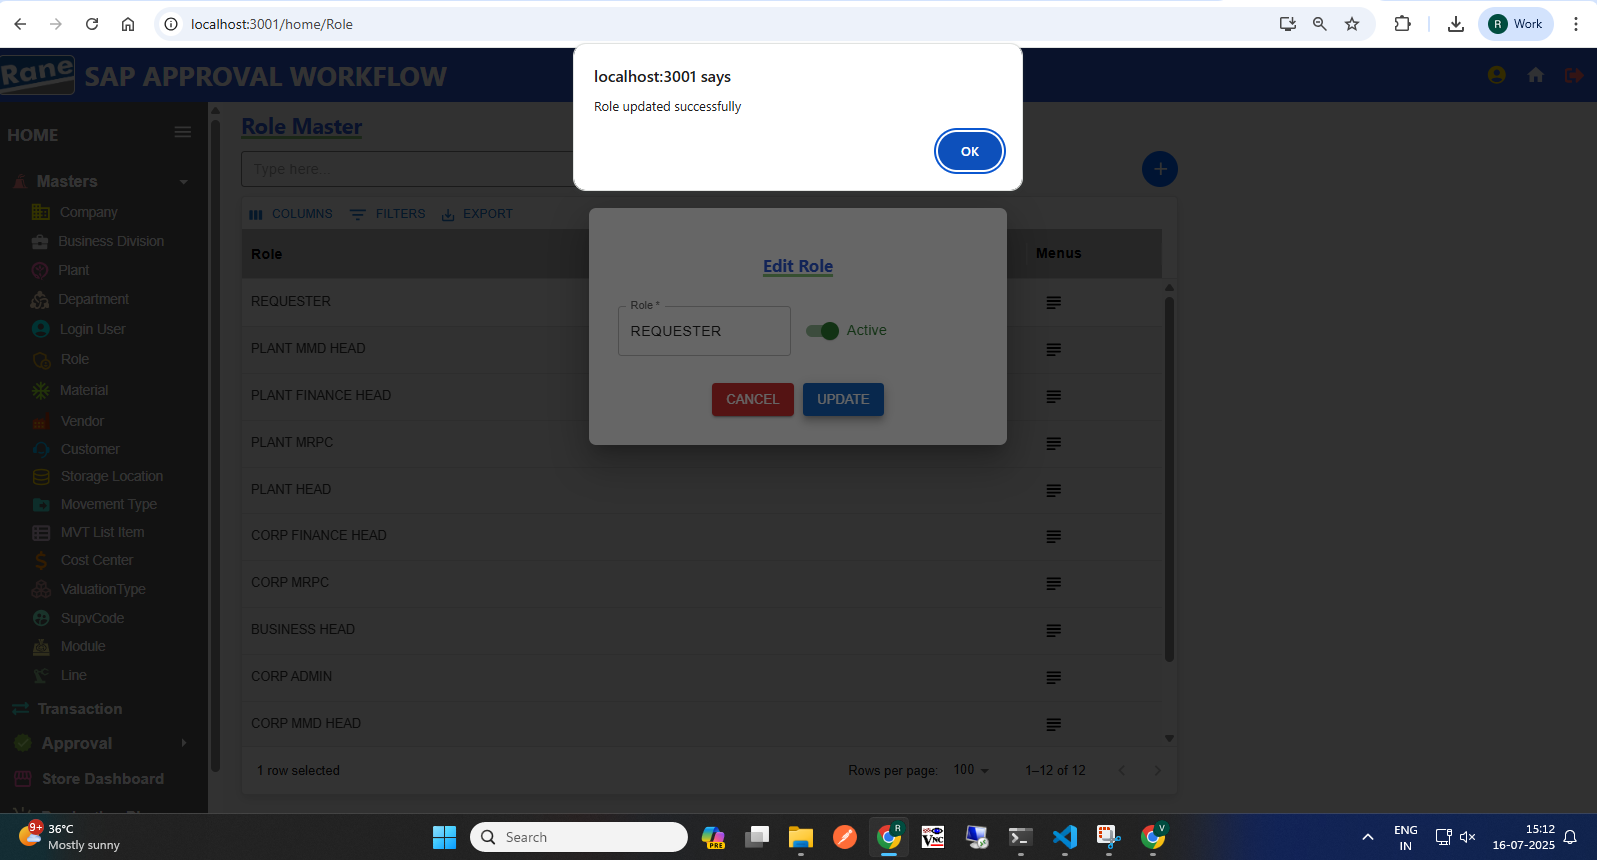 localhost:3001/home/Role
R
Work
Rane
SAP APPROVAL WORKFLOW
localhost:3001 says
Role updated successfully
OK
HOME
Masters
Company
Business Division
Plant
Department
Login User
Role
Material
Vendor
Customer
Storage Location
Movement Type
MVT List Item
Cost Center
ValuationType
SupvCode
Module
Line
Transaction
Approval
Store Dashboard
Role Master
Type here...
COLUMNS
FILTERS
EXPORT
Role
Menus
REQUESTER
PLANT MMD HEAD
PLANT FINANCE HEAD
PLANT MRPC
PLANT HEAD
CORP FINANCE HEAD
CORP MRPC
BUSINESS HEAD
CORP ADMIN
CORP MMD HEAD
1 row selected
Rows per page:
100
1–12 of 12
Edit Role
Role *
REQUESTER
Active
CANCEL
UPDATE
9+
36°C
Mostly sunny
Search
PRE
R
VNC
V
ENG
IN
15:12
16-07-2025